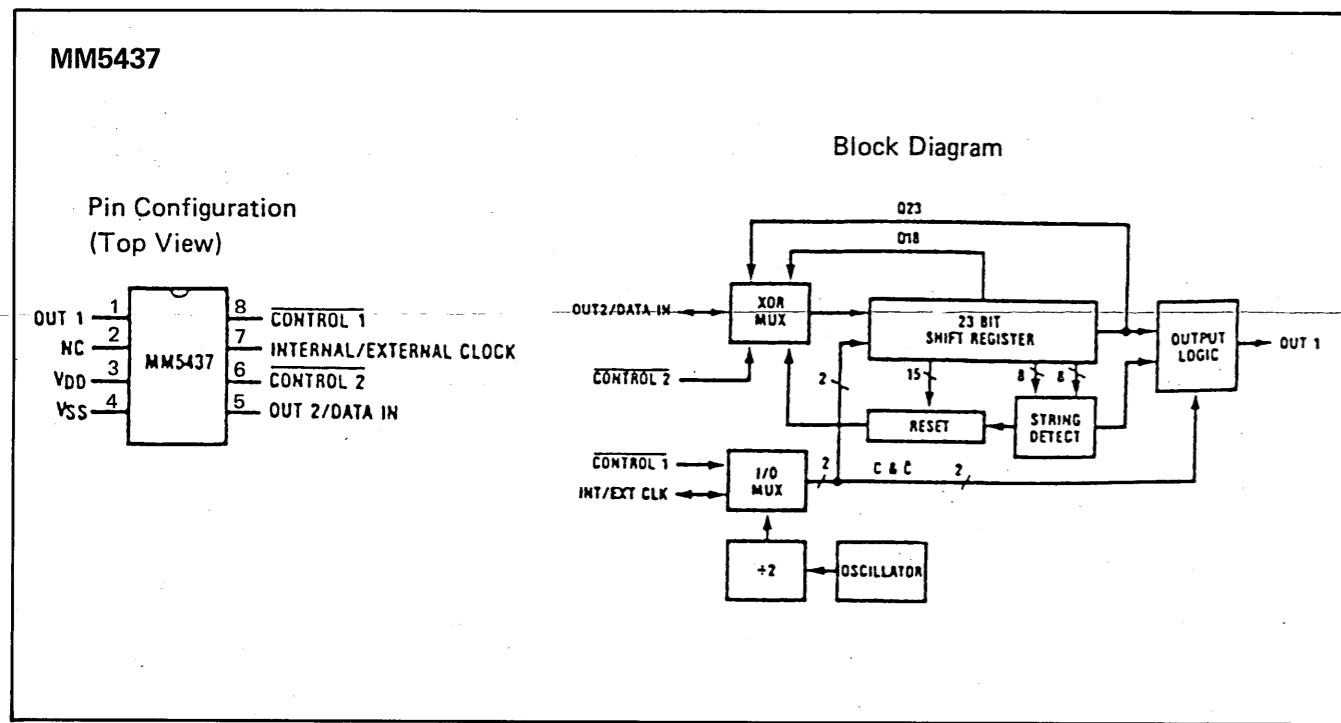 MM5437
Block Diagram
Pin Configuration
(Top View)
OUT 1 1
NC 2
VDD 3
VSS 4
MM5437
8 CONTROL 1
7 INTERNAL/EXTERNAL CLOCK
6 CONTROL 2
5 OUT 2/DATA IN
Q23
Q18
OUT2/DATA IN
XOR
MUX
23 BIT
SHIFT REGISTER
OUTPUT
LOGIC
OUT 1
CONTROL 2
2
15
8
8
RESET
STRING
DETECT
CONTROL 1
INT/EXT CLK
I/O
MUX
2
C & C̄
2
÷2
OSCILLATOR